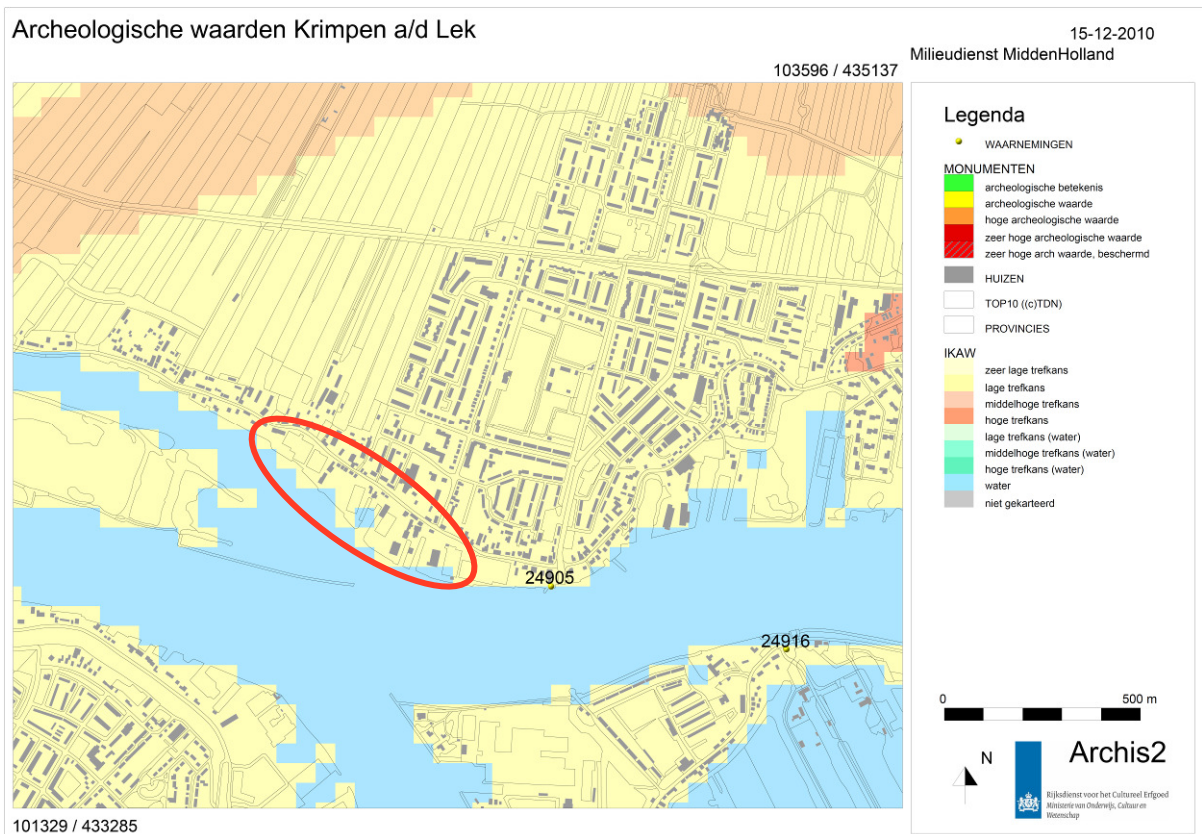 Archeologische waarden Krimpen a/d Lek
15-12-2010
Milieudienst MiddenHolland
103596 / 435137
24905
24916
101329 / 433285
Legenda
WAARNEMINGEN
MONUMENTEN
archeologische betekenis
archeologische waarde
hoge archeologische waarde
zeer hoge archeologische waarde
zeer hoge arch waarde, beschermd
HUIZEN
TOP10 ((c)TDN)
PROVINCIES
IKAW
zeer lage trefkans
lage trefkans
middelhoge trefkans
hoge trefkans
lage trefkans (water)
middelhoge trefkans (water)
hoge trefkans (water)
water
niet gekarteerd
0 500 m
N
Archis2
Rijksdienst voor het Cultureel Erfgoed
Ministerie van Onderwijs, Cultuur en
Wetenschap